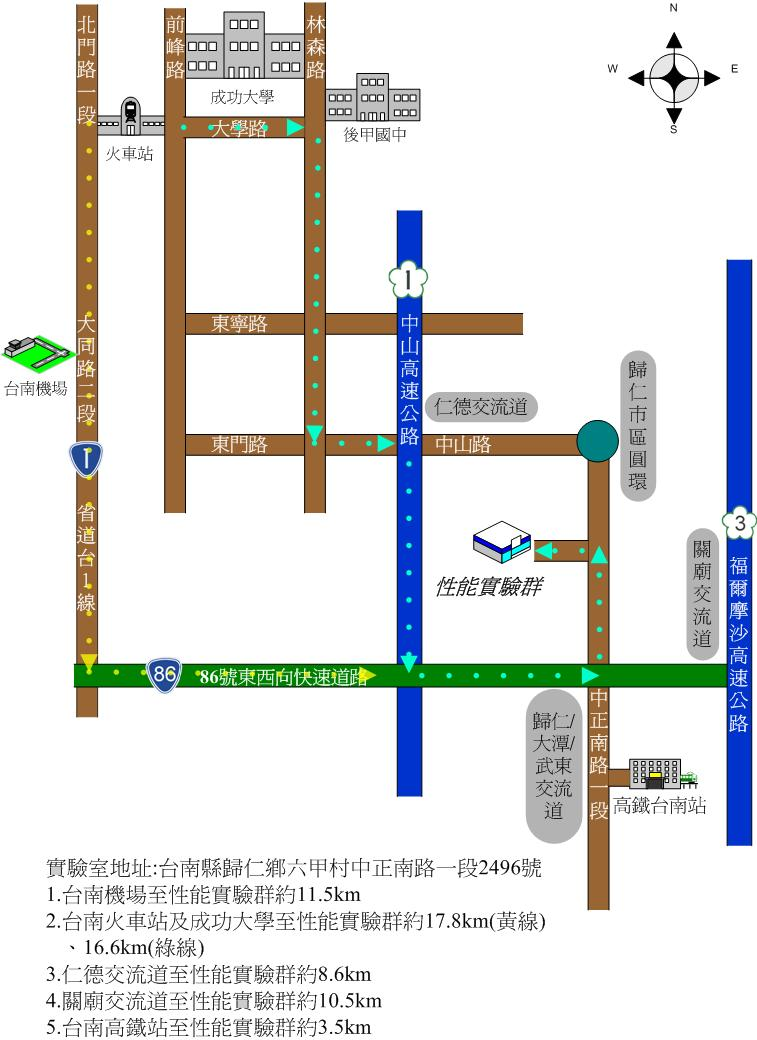 北門路一段
前峰路
林森路
N
W
E
S
成功大學
後甲國中
火車站
大學路
1
中山高速公路
大同路二段
東寧路
台南機場
仁德交流道
歸仁市區圓環
東門路
中山路
1
省道台1線
3
福爾摩沙高速公路
關廟交流道
性能實驗群
86
86號東西向快速道路
中正南路一段
歸仁/
大潭/
武東
交流
道
高鐵台南站
實驗室地址:台南縣歸仁鄉六甲村中正南路一段2496號
1.台南機場至性能實驗群約11.5km
2.台南火車站及成功大學至性能實驗群約17.8km(黃線)
、16.6km(綠線)
3.仁德交流道至性能實驗群約8.6km
4.關廟交流道至性能實驗群約10.5km
5.台南高鐵站至性能實驗群約3.5km